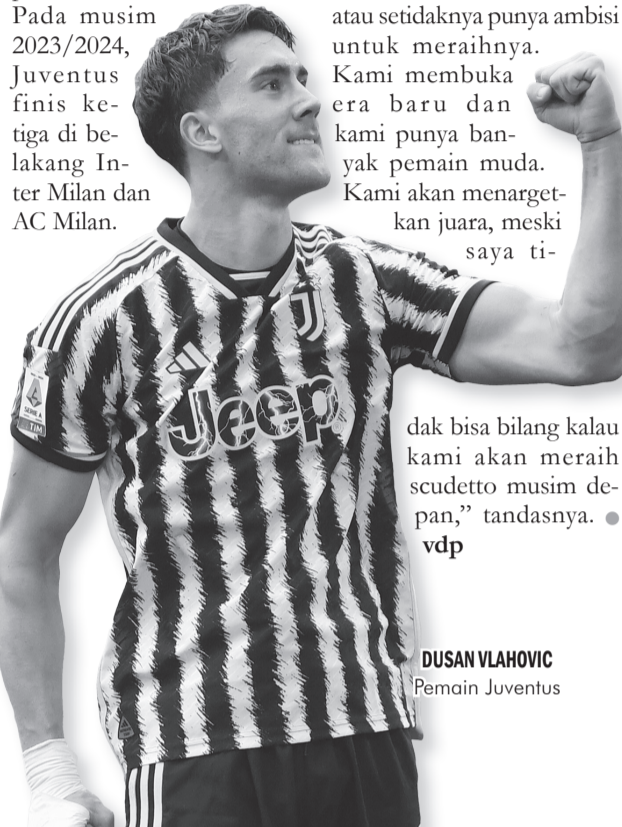 Pada musim
2023/2024,
Juventus
finis ke-
tiga di be-
lakang In-
ter Milan dan
AC Milan.
atau setidaknya punya ambisi
untuk meraihnya.
Kami membuka
era baru dan
kami punya ban-
yak pemain muda.
Kami akan menarget-
kan juara, meski
saya ti-
dak bisa bilang kalau
kami akan meraih
scudetto musim de-
pan,” tandasnya. ●
vdp
Jeep
SERIE A
TIM
DUSAN VLAHOVIC
Pemain Juventus